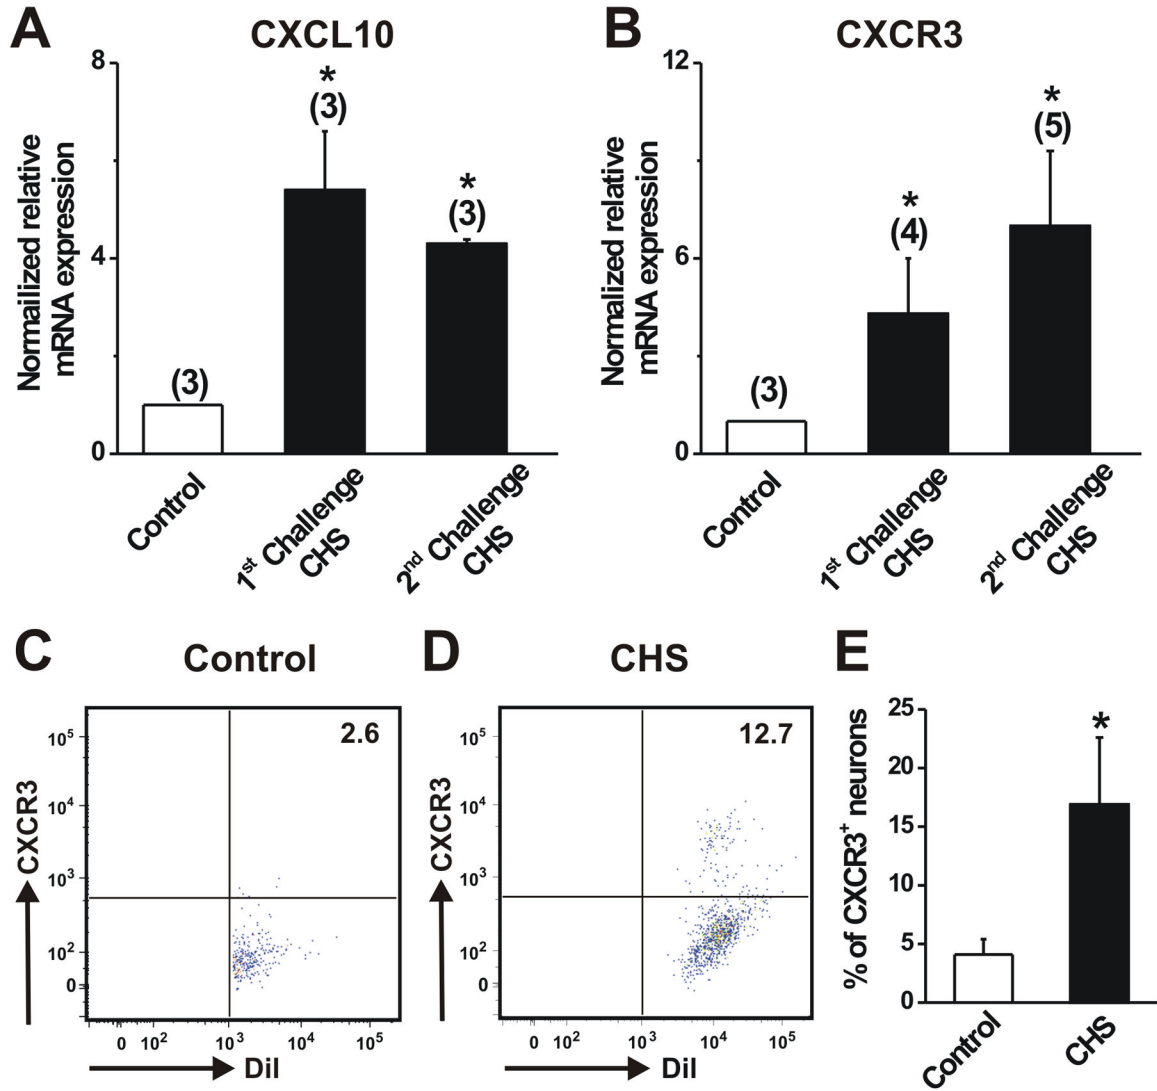 A
CXCL10
Normailized relative
mRNA expression
8
4
0
*
(3)
*
(3)
(3)
Control
1st Challenge
CHS
2nd Challenge
CHS
B
CXCR3
Normalized relative
mRNA expression
12
6
0
*
(5)
*
(4)
(3)
Control
1st Challenge
CHS
2nd Challenge
CHS
C
Control
2.6
CXCR3
10^5
10^4
10^3
10^2
0
0 10^2 10^3 10^4 10^5
DiI
D
CHS
12.7
CXCR3
10^5
10^4
10^3
10^2
0
0 10^2 10^3 10^4 10^5
DiI
E
% of CXCR3+ neurons
25
20
15
10
5
0
*
Control
CHS